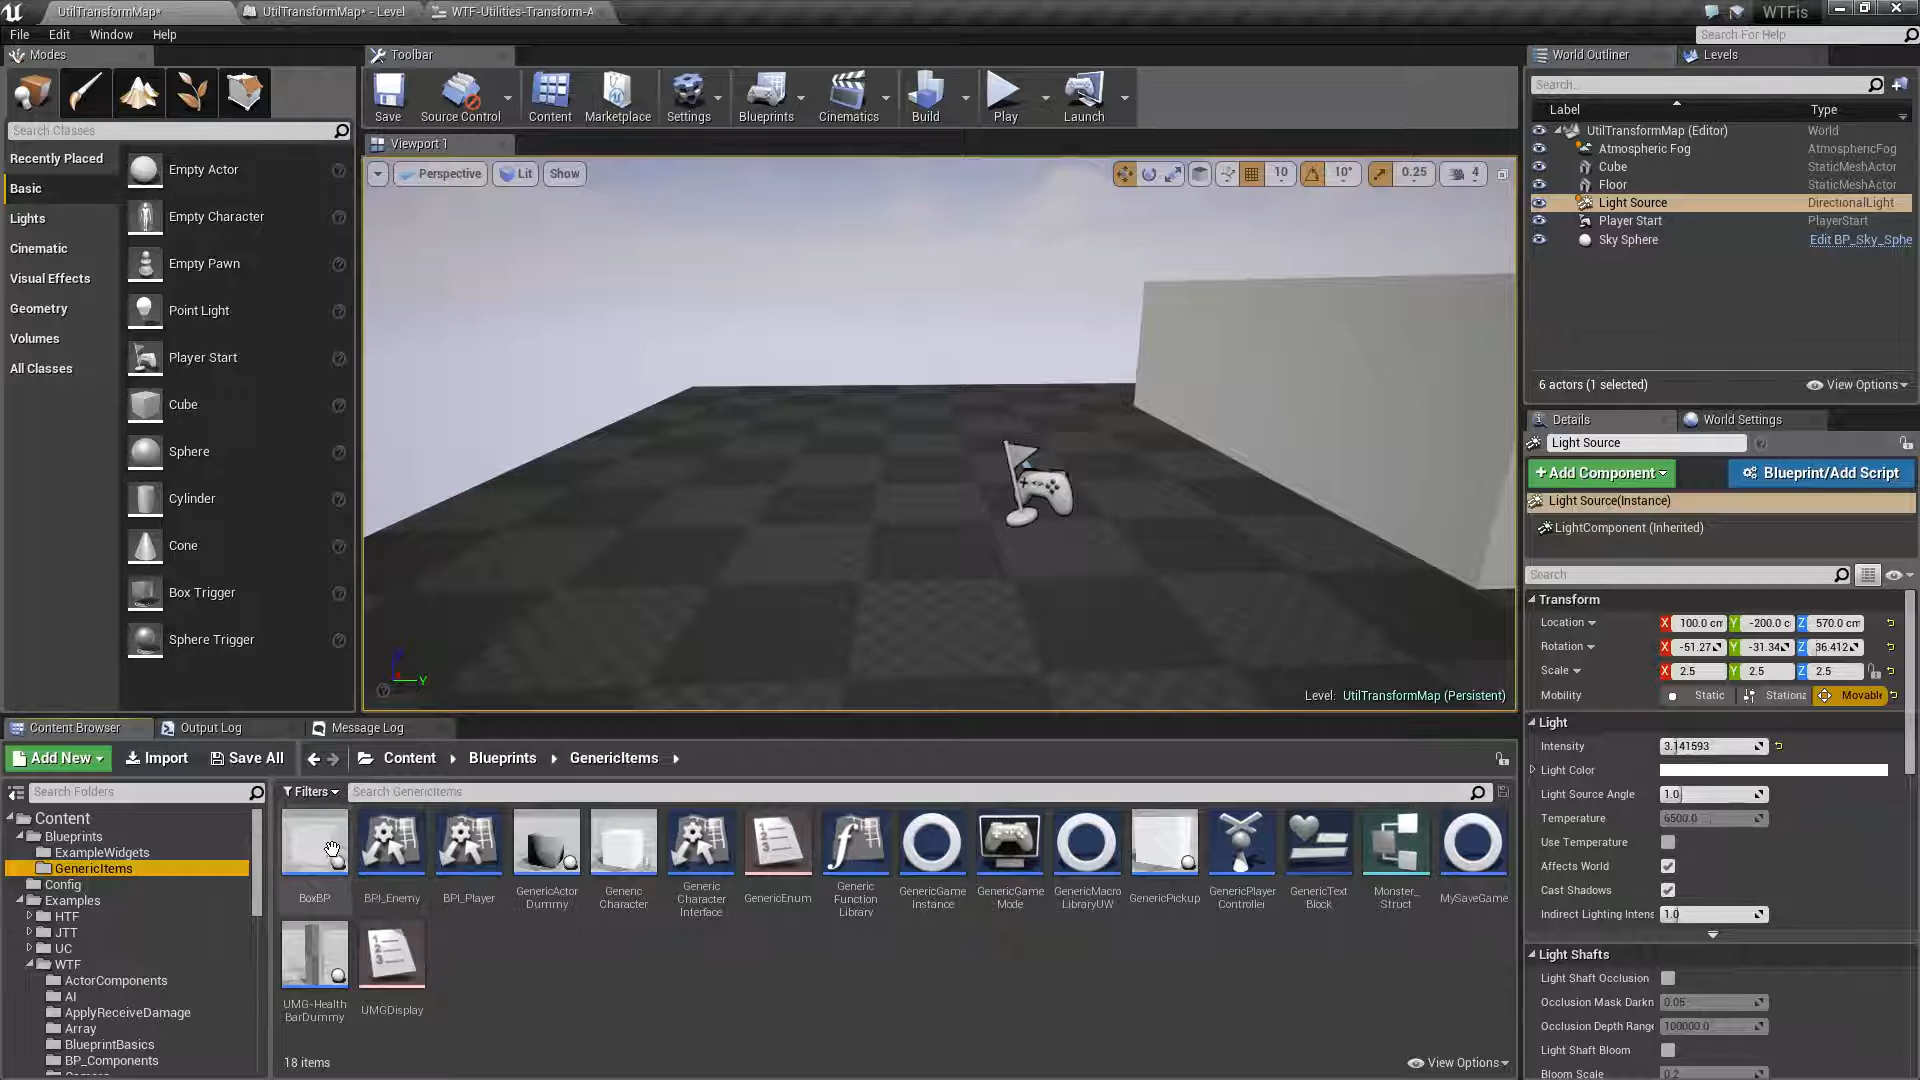 UtilTransformMap*
UtilTransformMap* - Level
WTF-Utilities-Transform-A
WTFis
File Edit Window Help
Search For Help
Modes
Toolbar
World Outliner
Levels
Save
Source Control
Content
Marketplace
Settings
Blueprints
Cinematics
Build
Play
Launch
Search Classes
Recently Placed
Basic
Lights
Cinematic
Visual Effects
Geometry
Volumes
All Classes
Empty Actor
Empty Character
Empty Pawn
Point Light
Player Start
Cube
Sphere
Cylinder
Cone
Box Trigger
Sphere Trigger
Viewport 1
Perspective
Lit
Show
10
10°
0.25
4
Z
Y
Level: UtilTransformMap (Persistent)
Search...
Label Type
UtilTransformMap (Editor) World
Atmospheric Fog AtmosphericFog
Cube StaticMeshActor
Floor StaticMeshActor
Light Source DirectionalLight
Player Start PlayerStart
Sky Sphere Edit BP_Sky_Sphe
6 actors (1 selected)
View Options
Details
World Settings
Light Source
+Add Component
Blueprint/Add Script
Light Source(Instance)
LightComponent (Inherited)
Search
Transform
Location X 100.0 cm Y -200.0 c Z 570.0 cm
Rotation X -51.27 Y -31.34 Z 36.412
Scale X 2.5 Y 2.5 Z 2.5
Mobility Static Stationa Movable
Light
Intensity 3.141593
Light Color
Light Source Angle 1.0
Temperature 6500.0
Use Temperature
Affects World
Cast Shadows
Indirect Lighting Intens 1.0
Light Shafts
Light Shaft Occlusion
Occlusion Mask Darkn 0.05
Occlusion Depth Range 100000.0
Light Shaft Bloom
Bloom Scale 0.2
Content Browser
Output Log
Message Log
Add New
Import
Save All
Content
Blueprints
GenericItems
Search Folders
Filters
Search GenericItems
Content
Blueprints
ExampleWidgets
GenericItems
Config
Examples
HTF
JTT
UC
WTF
ActorComponents
AI
ApplyReceiveDamage
Array
BlueprintBasics
BP_Components
BoxBP
BPI_Enemy
BPI_Player
GenericActor
Dummy
Generic
Character
Generic
Character
Interface
GenericEnum
Generic
Function
Library
GenericGame
Instance
GenericGame
Mode
GenericMacro
LibraryUW
GenericPickup
GenericPlayer
Controller
GenericText
Block
Monster_
Struct
MySaveGame
UMG-Health
BarDummy
UMGDisplay
18 items
View Options